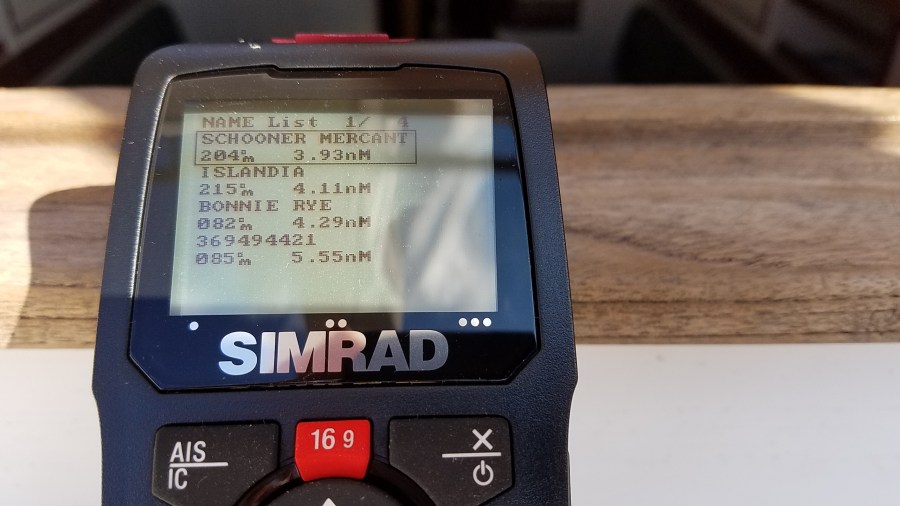 NAME List 1/ 4
SCHOONER MERCANT
204°m 3.93nM
ISLANDIA
215°m 4.11nM
BONNIE RYE
082°m 4.29nM
369494421
085°m 5.55nM
SIMRAD
AIS
IC
16 9
X